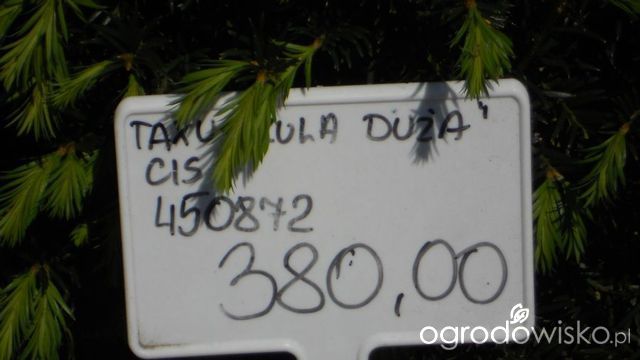 DUŻA"
CIS
450872
380,00
ogrodowisko.pl